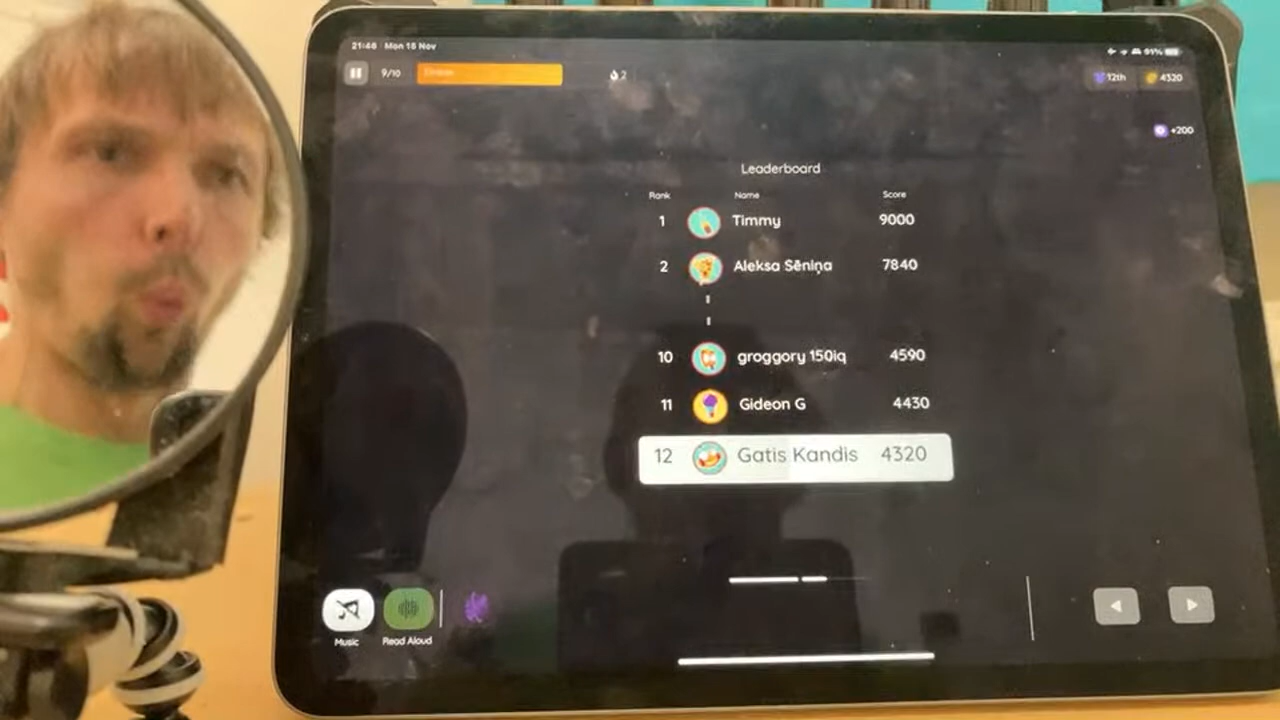 21:46 Mon 18 Nov
91%
9/10
2
12th
4320
+200
Leaderboard
Rank Name Score
1 Timmy 9000
2 Aleksa Sēniņa 7840
10 groggory 150iq 4590
11 Gideon G 4430
12 Gatis Kandis 4320
Music
Read Aloud